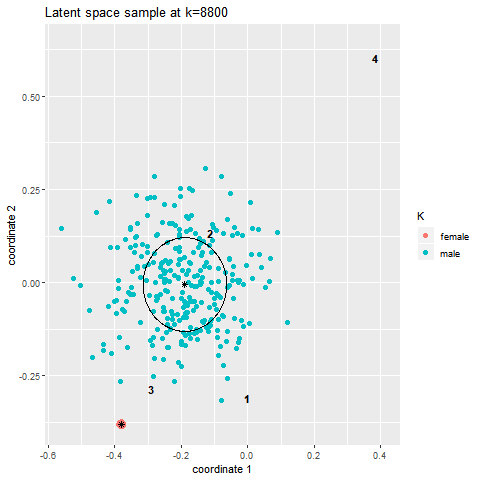 Latent space sample at k=8800
4
0.50
0.25
2
0.00
-0.25
3
1
coordinate 2
-0.6
-0.4
-0.2
0.0
0.2
0.4
coordinate 1
K
female
male